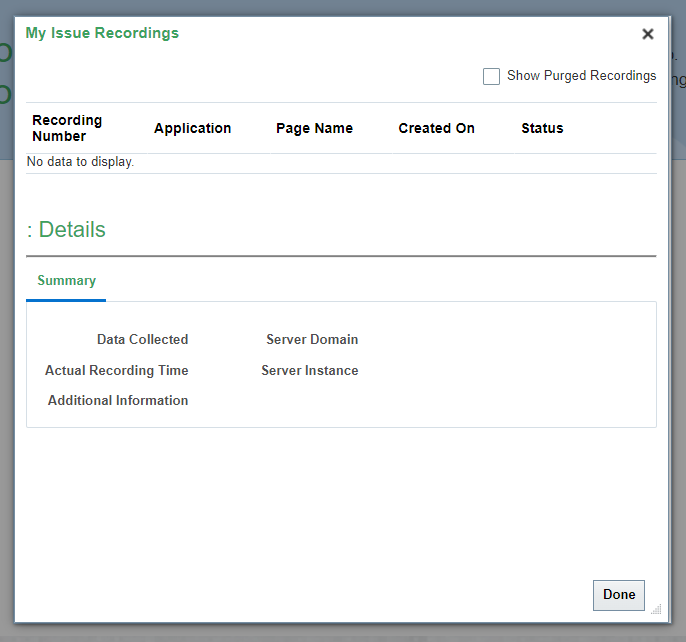 My Issue Recordings
Show Purged Recordings
Recording Number
Application
Page Name
Created On
Status
No data to display.
: Details
Summary
Data Collected
Server Domain
Actual Recording Time
Server Instance
Additional Information
Done